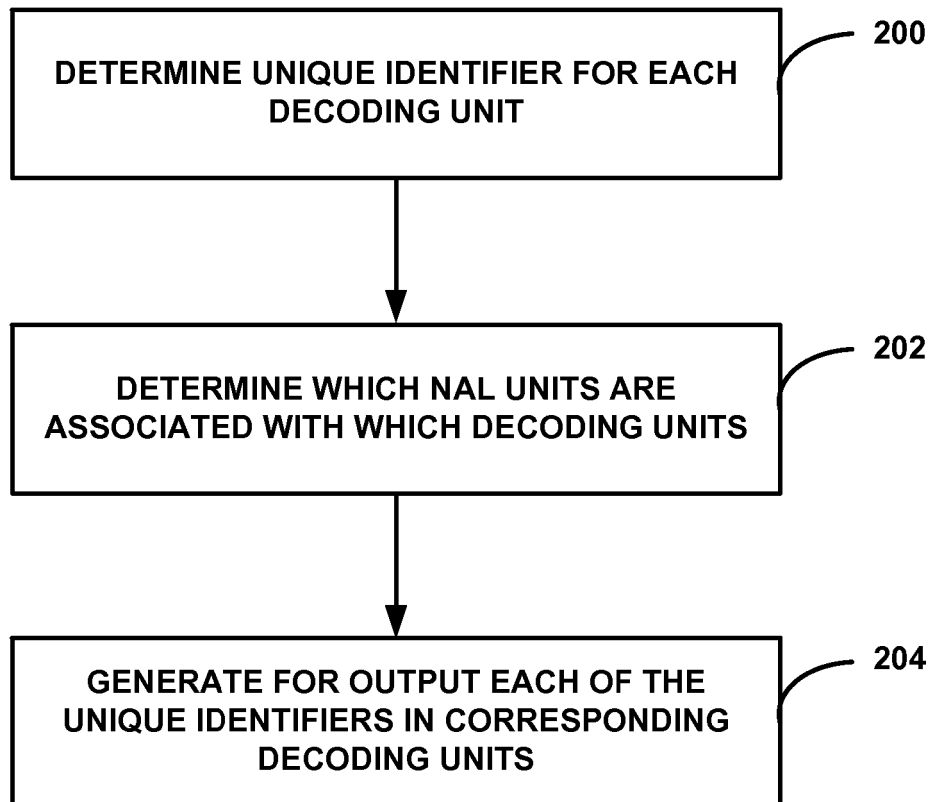 200
DETERMINE UNIQUE IDENTIFIER FOR EACH
DECODING UNIT
202
DETERMINE WHICH NAL UNITS ARE
ASSOCIATED WITH WHICH DECODING UNITS
204
GENERATE FOR OUTPUT EACH OF THE
UNIQUE IDENTIFIERS IN CORRESPONDING
DECODING UNITS